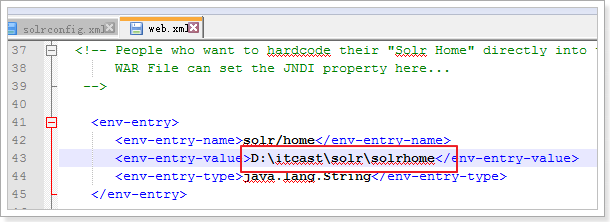 solrconfig.xml web.xml
37 <!-- People who want to hardcode their "Solr Home" directly into
38 WAR File can set the JNDI property here...
39 -->
40
41 <env-entry>
42 <env-entry-name>solr/home</env-entry-name>
43 <env-entry-value>D:\itcast\solr\solrhome</env-entry-value>
44 <env-entry-type>java.lang.String</env-entry-type>
45 </env-entry>